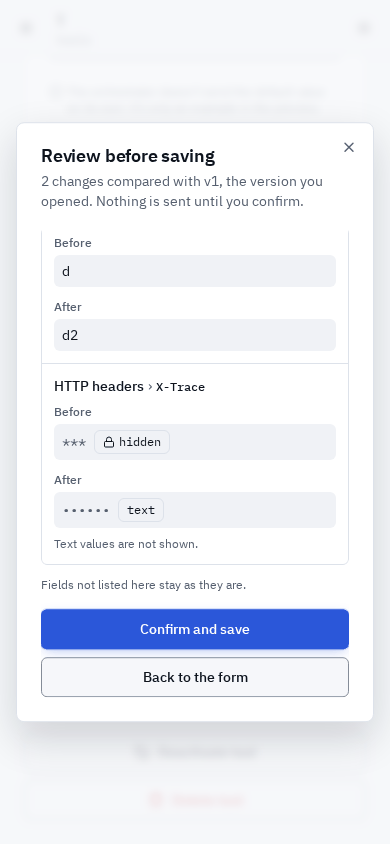 Review before saving
2 changes compared with v1, the version you
opened. Nothing is sent until you confirm.
Before
d
After
d2
HTTP headers › X-Trace
Before
*** hidden
After
•••••• text
Text values are not shown.
Fields not listed here stay as they are.
Confirm and save
Back to the form